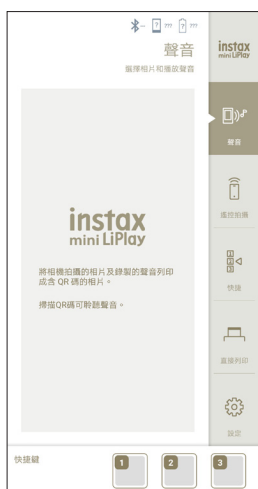 ?
???
?
???
聲音
選擇相片和播放聲音
instax
mini LiPlay
聲音
遙控拍攝
快捷
直接列印
設定
instax
mini LiPlay
將相機拍攝的相片及錄製的聲音列印
成含 QR 碼的相片。
掃描QR碼可聆聽聲音。
快捷鍵
1
2
3